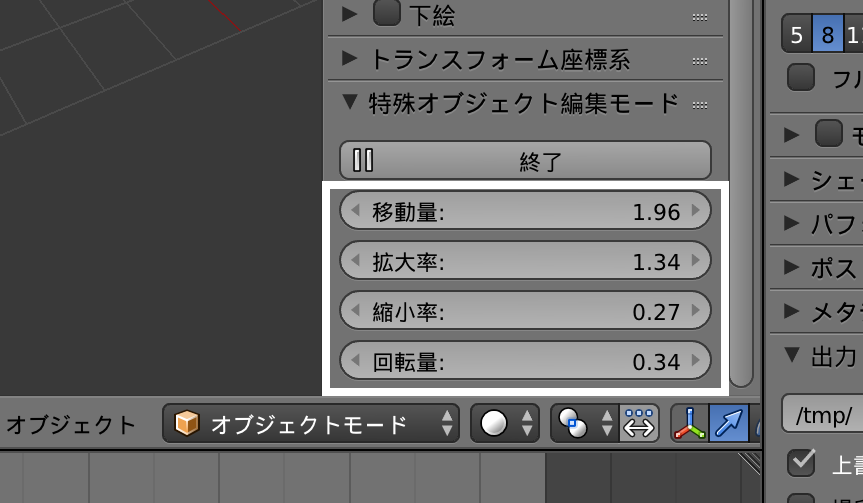 下絵
トランスフォーム座標系
特殊オブジェクト編集モード
終了
移動量: 1.96
拡大率: 1.34
縮小率: 0.27
回転量: 0.34
オブジェクト オブジェクトモード
5 8
フル
シェ
パフ
ポス
メタ
出力
/tmp/
上書